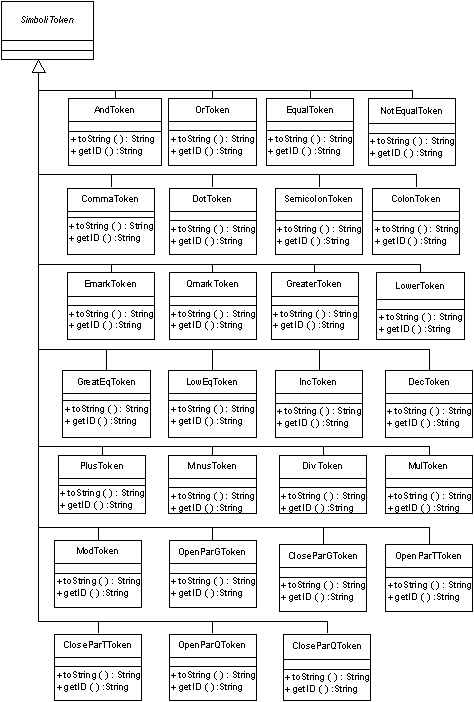 SimboliToken
AndToken
+ toString ( ) : String
+ getID ( ) :String
OrToken
+ toString ( ) : String
+ getID ( ) :String
EqualToken
+ toString ( ) : String
+ getID ( ) :String
NotEqualToken
+ toString ( ) : String
+ getID ( ) :String
CommaToken
+ toString ( ) : String
+ getID ( ) :String
DotToken
+ toString ( ) : String
+ getID ( ) :String
SemicolonToken
+ toString ( ) : String
+ getID ( ) :String
ColonToken
+ toString ( ) : String
+ getID ( ) :String
EmarkToken
+ toString ( ) : String
+ getID ( ) :String
QmarkToken
+ toString ( ) : String
+ getID ( ) :String
GreaterToken
+ toString ( ) : String
+ getID ( ) :String
LowerToken
+ toString ( ) : String
+ getID ( ) :String
GreatEqToken
+ toString ( ) : String
+ getID ( ) :String
LowEqToken
+ toString ( ) : String
+ getID ( ) :String
IncToken
+ toString ( ) : String
+ getID ( ) :String
DecToken
+ toString ( ) : String
+ getID ( ) :String
PlusToken
+ toString ( ) : String
+ getID ( ) :String
MinusToken
+ toString ( ) : String
+ getID ( ) :String
DivToken
+ toString ( ) : String
+ getID ( ) :String
MulToken
+ toString ( ) : String
+ getID ( ) :String
ModToken
+ toString ( ) : String
+ getID ( ) :String
OpenParGToken
+ toString ( ) : String
+ getID ( ) :String
CloseParGToken
+ toString ( ) : String
+ getID ( ) :String
OpenParTToken
+ toString ( ) : String
+ getID ( ) :String
CloseParTToken
+ toString ( ) : String
+ getID ( ) :String
OpenParQToken
+ toString ( ) : String
+ getID ( ) :String
CloseParQToken
+ toString ( ) : String
+ getID ( ) :String